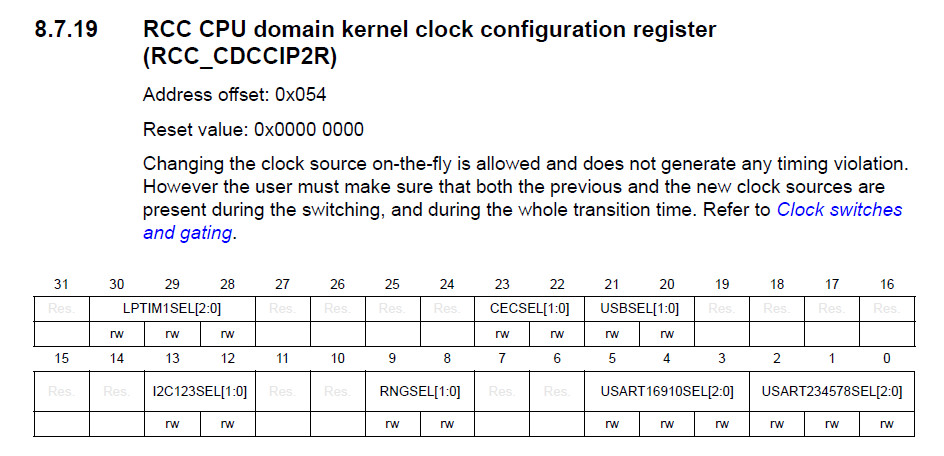 8.7.19 RCC CPU domain kernel clock configuration register
(RCC_CDCCIP2R)
Address offset: 0x054
Reset value: 0x0000 0000
Changing the clock source on-the-fly is allowed and does not generate any timing violation.
However the user must make sure that both the previous and the new clock sources are
present during the switching, and during the whole transition time. Refer to Clock switches
and gating.
31 30 29 28 27 26 25 24 23 22 21 20 19 18 17 16
Res. LPTIM1SEL[2:0] Res. Res. Res. Res. CECSEL[1:0] USBSEL[1:0] Res. Res. Res. Res.
rw rw rw rw rw rw rw
15 14 13 12 11 10 9 8 7 6 5 4 3 2 1 0
Res. Res. I2C123SEL[1:0] Res. Res. RNGSEL[1:0] Res. Res. USART16910SEL[2:0] USART234578SEL[2:0]
rw rw rw rw rw rw rw rw rw rw